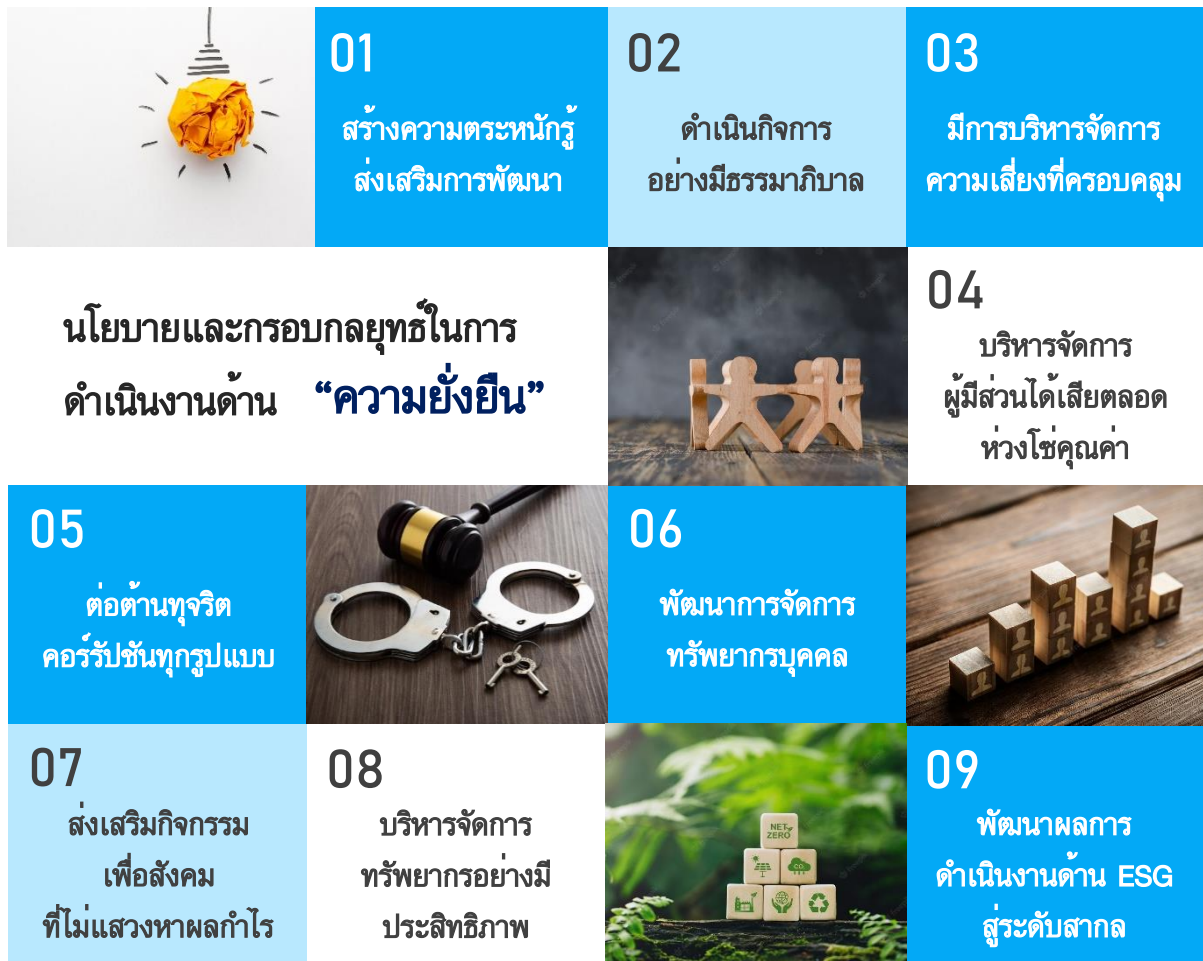 01
สร้างความตระหนักรู้
ส่งเสริมการพัฒนา
02
ดำเนินกิจการ
อย่างมีธรรมาภิบาล
03
มีการบริหารจัดการ
ความเสี่ยงที่ครอบคลุม
นโยบายและกรอบกลยุทธ์ในการ
ดำเนินงานด้าน “ความยั่งยืน”
04
บริหารจัดการ
ผู้มีส่วนได้เสียตลอด
ห่วงโซ่คุณค่า
05
ต่อต้านทุจริต
คอร์รัปชันทุกรูปแบบ
06
พัฒนาการจัดการ
ทรัพยากรบุคคล
07
ส่งเสริมกิจกรรม
เพื่อสังคม
ที่ไม่แสวงหาผลกำไร
08
บริหารจัดการ
ทรัพยากรอย่างมี
ประสิทธิภาพ
NET
ZERO
CO₂
09
พัฒนาผลการ
ดำเนินงานด้าน ESG
สู่ระดับสากล